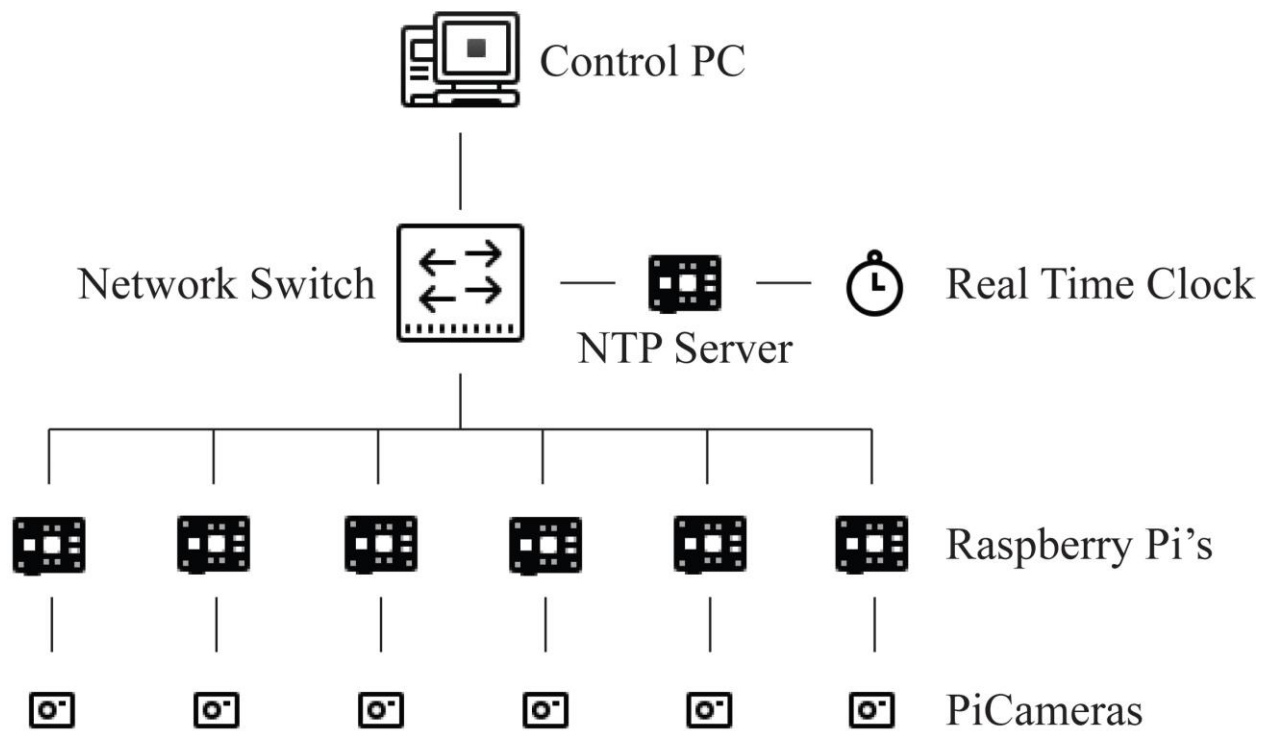 Control PC
Network Switch
NTP Server
Real Time Clock
Raspberry Pi’s
PiCameras